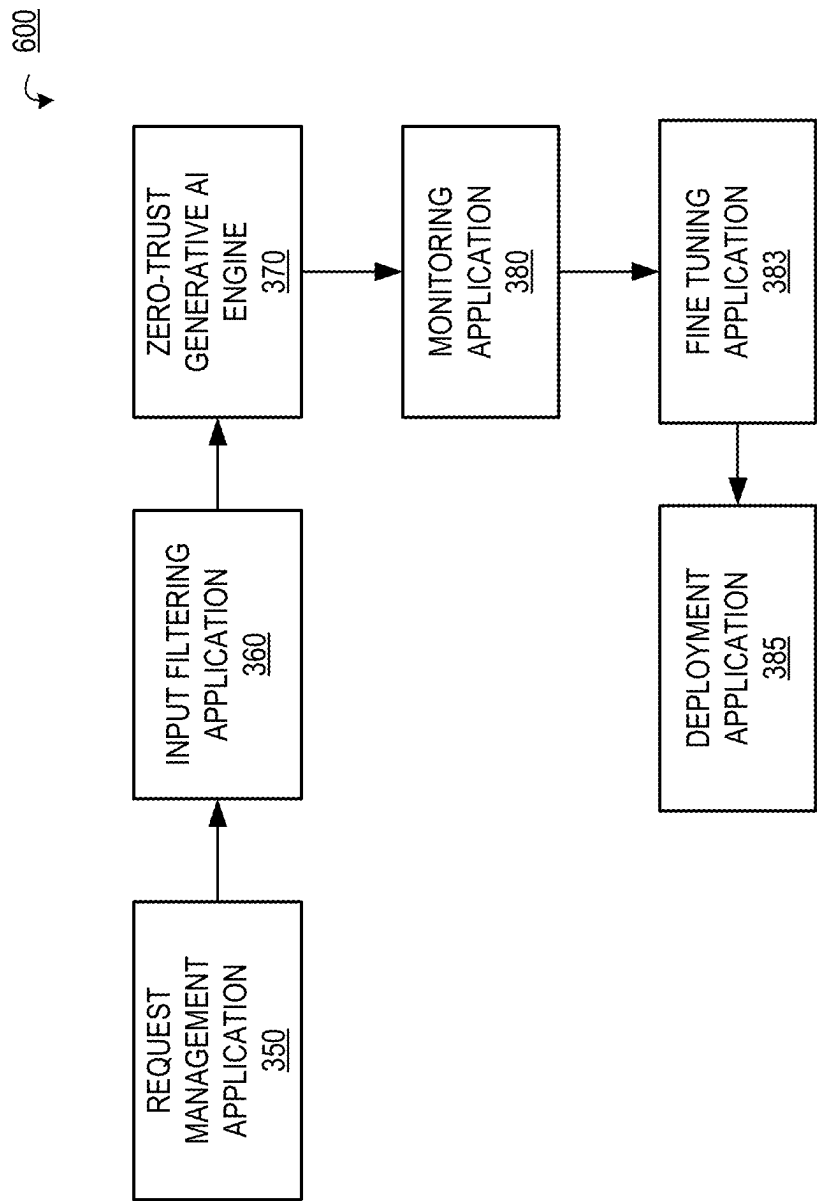 600
REQUEST
MANAGEMENT
APPLICATION
350
INPUT FILTERING
APPLICATION
360
ZERO-TRUST
GENERATIVE AI
ENGINE
370
MONITORING
APPLICATION
380
FINE TUNING
APPLICATION
383
DEPLOYMENT
APPLICATION
385